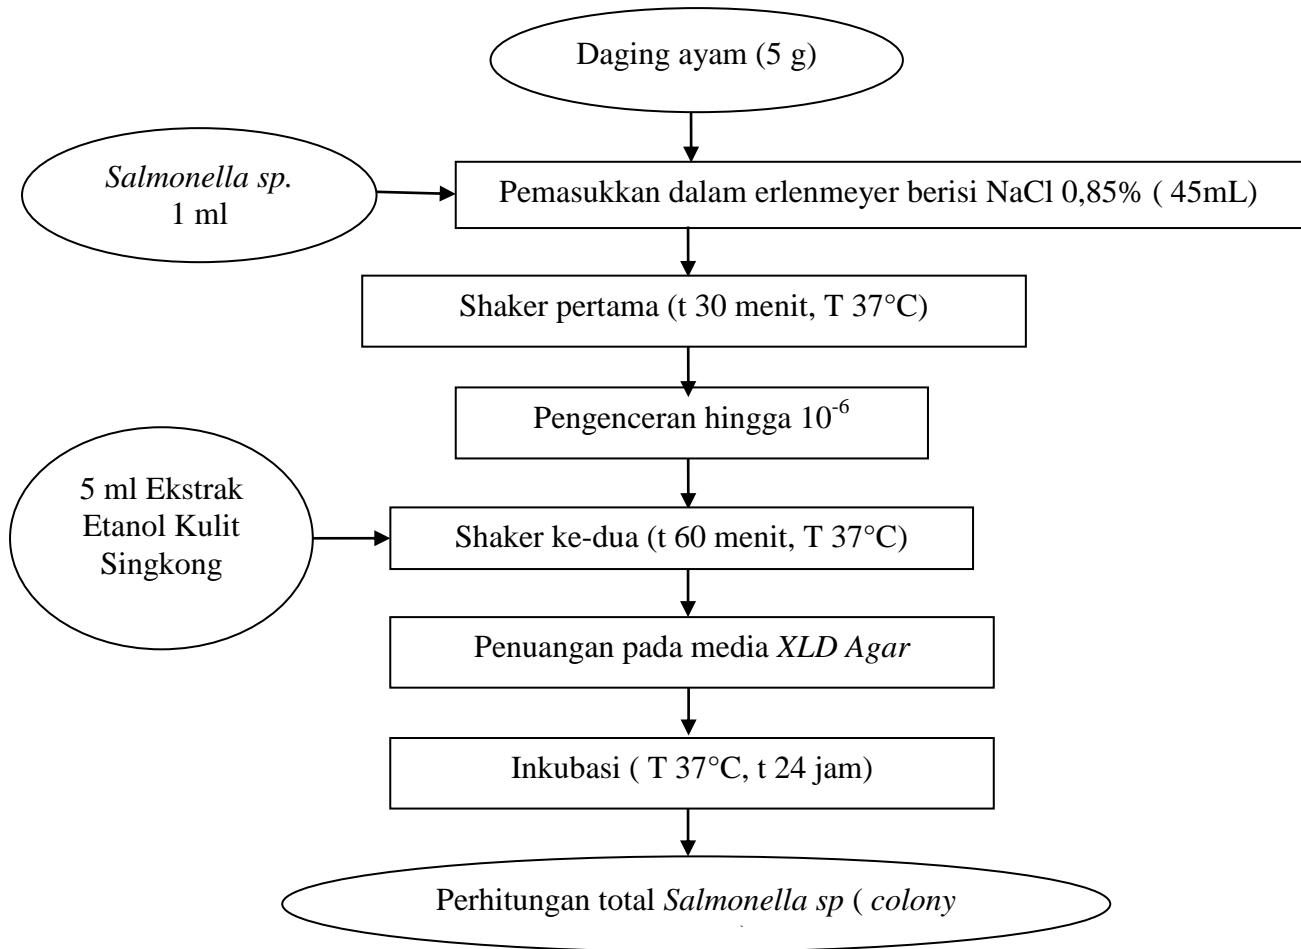 Daging ayam (5 g)
Salmonella sp.
1 ml
Pemasukkan dalam erlenmeyer berisi NaCl 0,85% ( 45mL)
Shaker pertama (t 30 menit, T 37°C)
Pengenceran hingga 10⁻⁶
5 ml Ekstrak
Etanol Kulit
Singkong
Shaker ke-dua (t 60 menit, T 37°C)
Penuangan pada media XLD Agar
Inkubasi ( T 37°C, t 24 jam)
Perhitungan total Salmonella sp ( colony